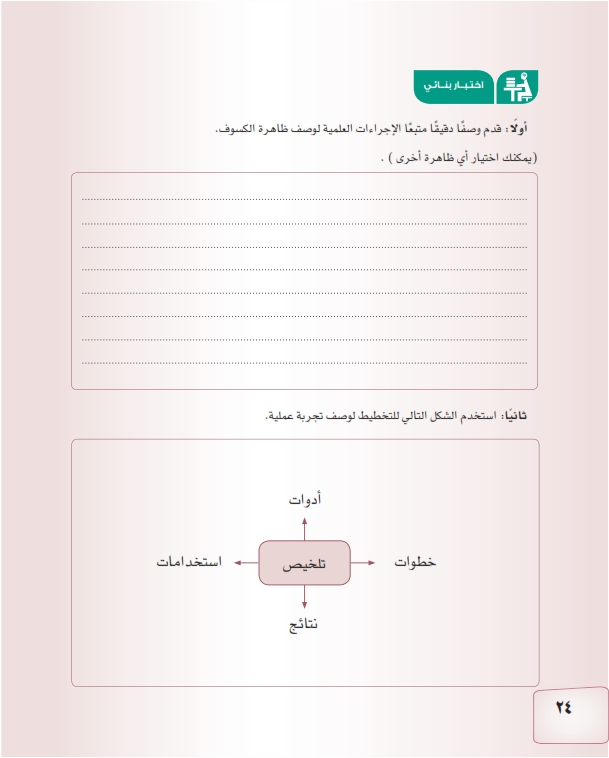 اختبار بنائي
أولًا: قدم وصفًا دقيقًا متبعًا الإجراءات العلمية لوصف ظاهرة الكسوف.
(يمكنك اختيار أي ظاهرة أخرى) .
ثانيًا: استخدم الشكل التالي للتخطيط لوصف تجربة عملية.
أدوات
خطوات
تلخيص
استخدامات
نتائج
٢٤